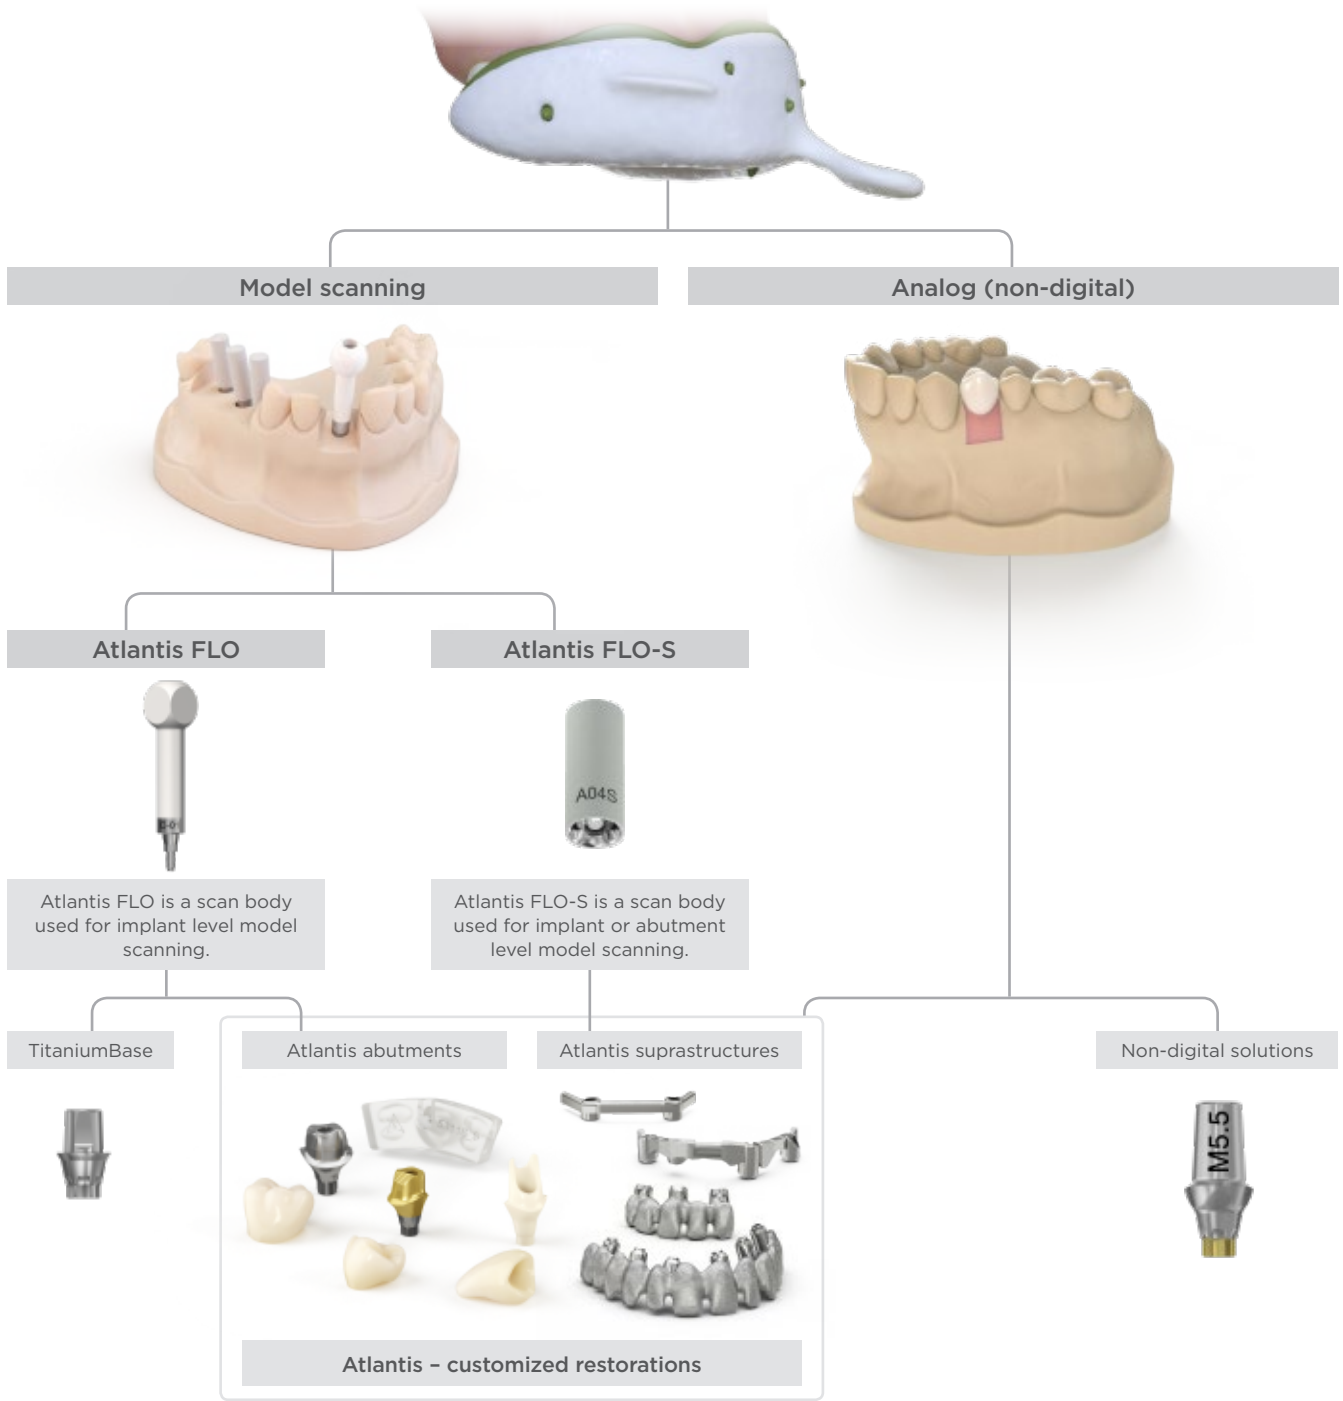 Model scanning
Analog (non-digital)
Atlantis FLO
Atlantis FLO-S
A04S
Atlantis FLO is a scan body
used for implant level model
scanning.
Atlantis FLO-S is a scan body
used for implant or abutment
level model scanning.
TitaniumBase
Atlantis abutments
Atlantis suprastructures
Non-digital solutions
M5.5
Atlantis – customized restorations